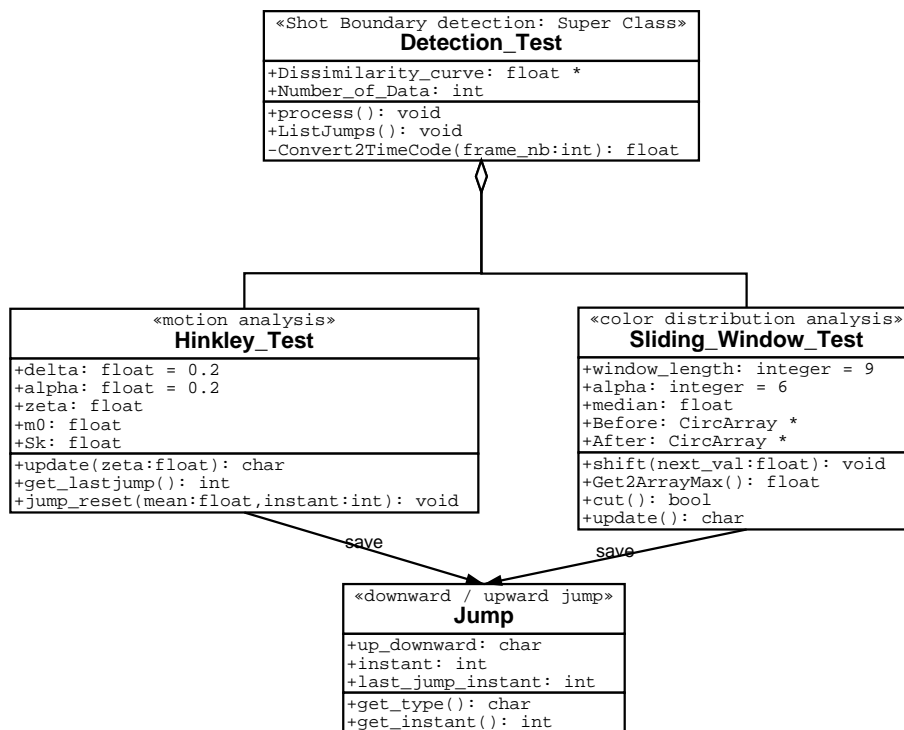 «Shot Boundary detection: Super Class»
Detection_Test
+Dissimilarity_curve: float *
+Number_of_Data: int
+process(): void
+ListJumps(): void
-Convert2TimeCode(frame_nb:int): float
«motion analysis»
Hinkley_Test
+delta: float = 0.2
+alpha: float = 0.2
+zeta: float
+m0: float
+Sk: float
+update(zeta:float): char
+get_lastjump(): int
+jump_reset(mean:float,instant:int): void
«color distribution analysis»
Sliding_Window_Test
+window_length: integer = 9
+alpha: integer = 6
+median: float
+Before: CircArray *
+After: CircArray *
+shift(next_val:float): void
+Get2ArrayMax(): float
+cut(): bool
+update(): char
save
save
«downward / upward jump»
Jump
+up_downward: char
+instant: int
+last_jump_instant: int
+get_type(): char
+get_instant(): int